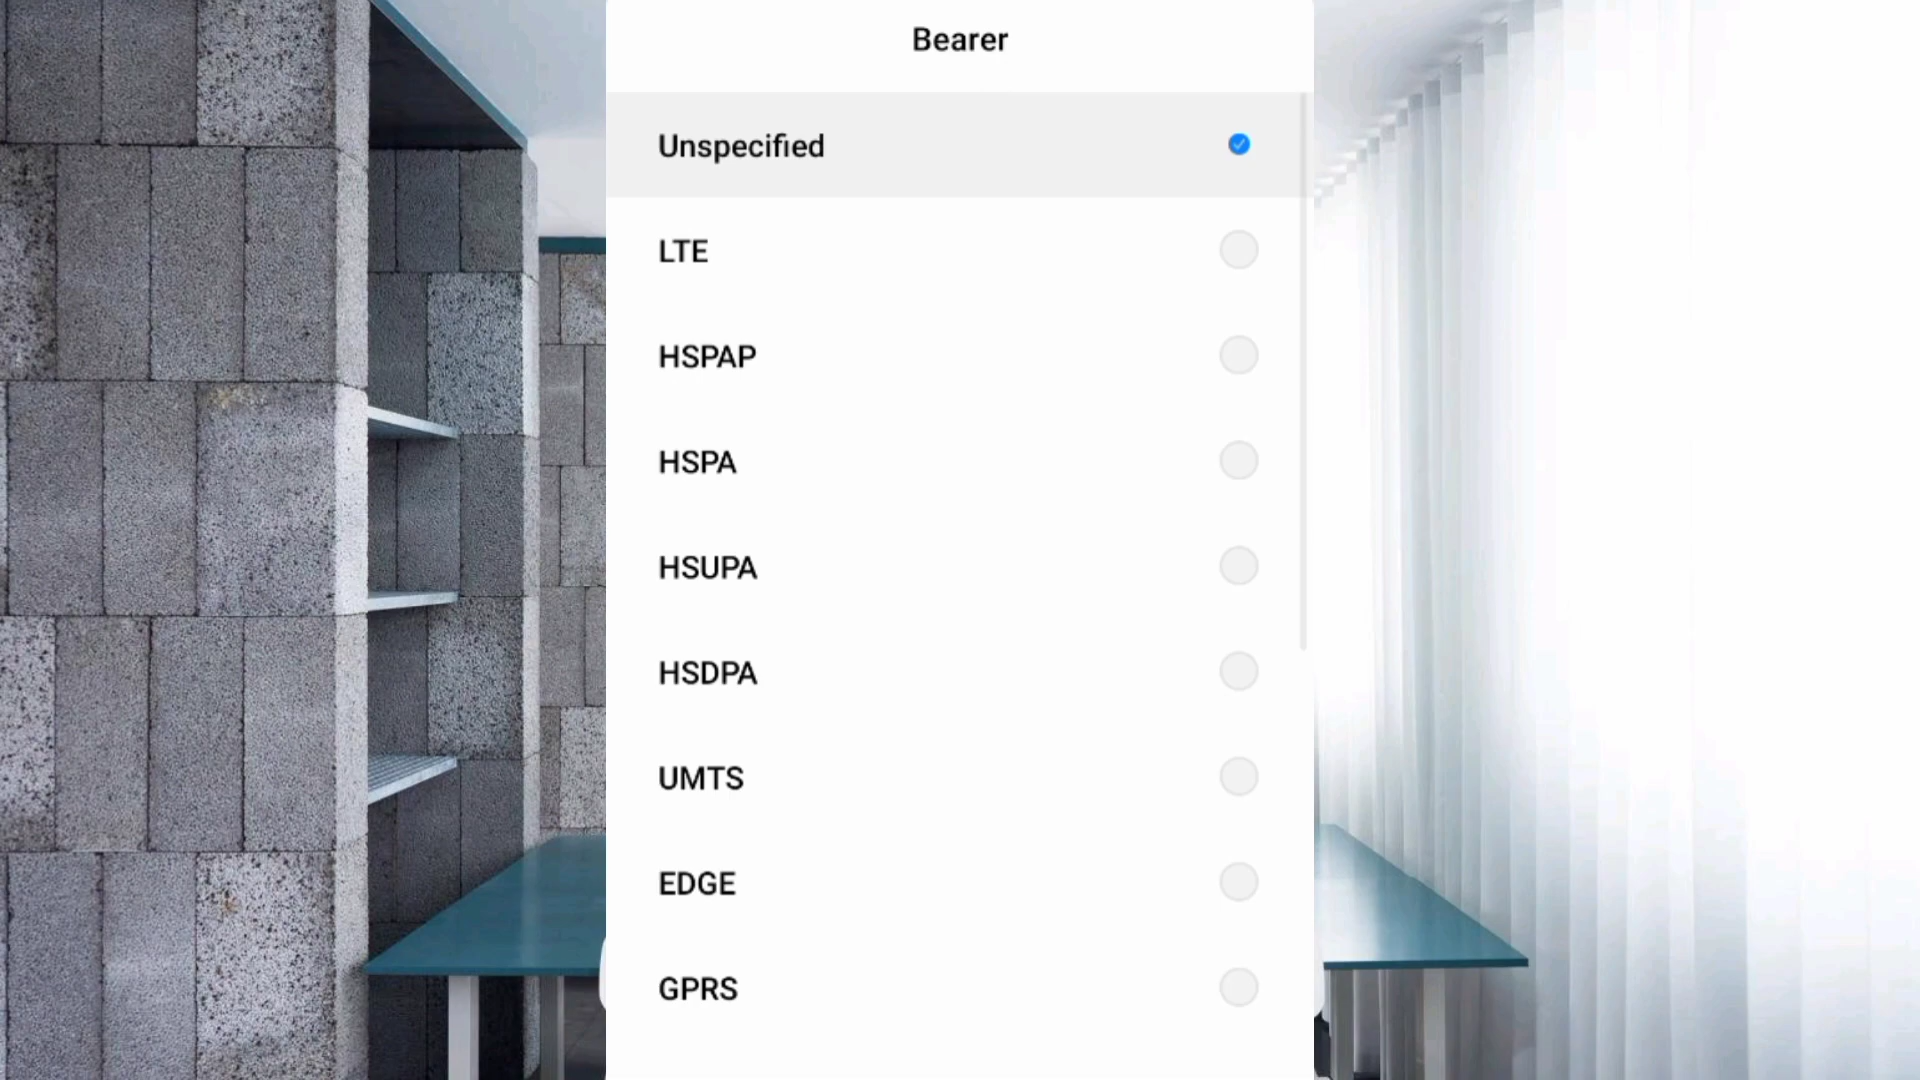 Bearer
Unspecified
LTE
HSPAP
HSPA
HSUPA
HSDPA
UMTS
EDGE
GPRS